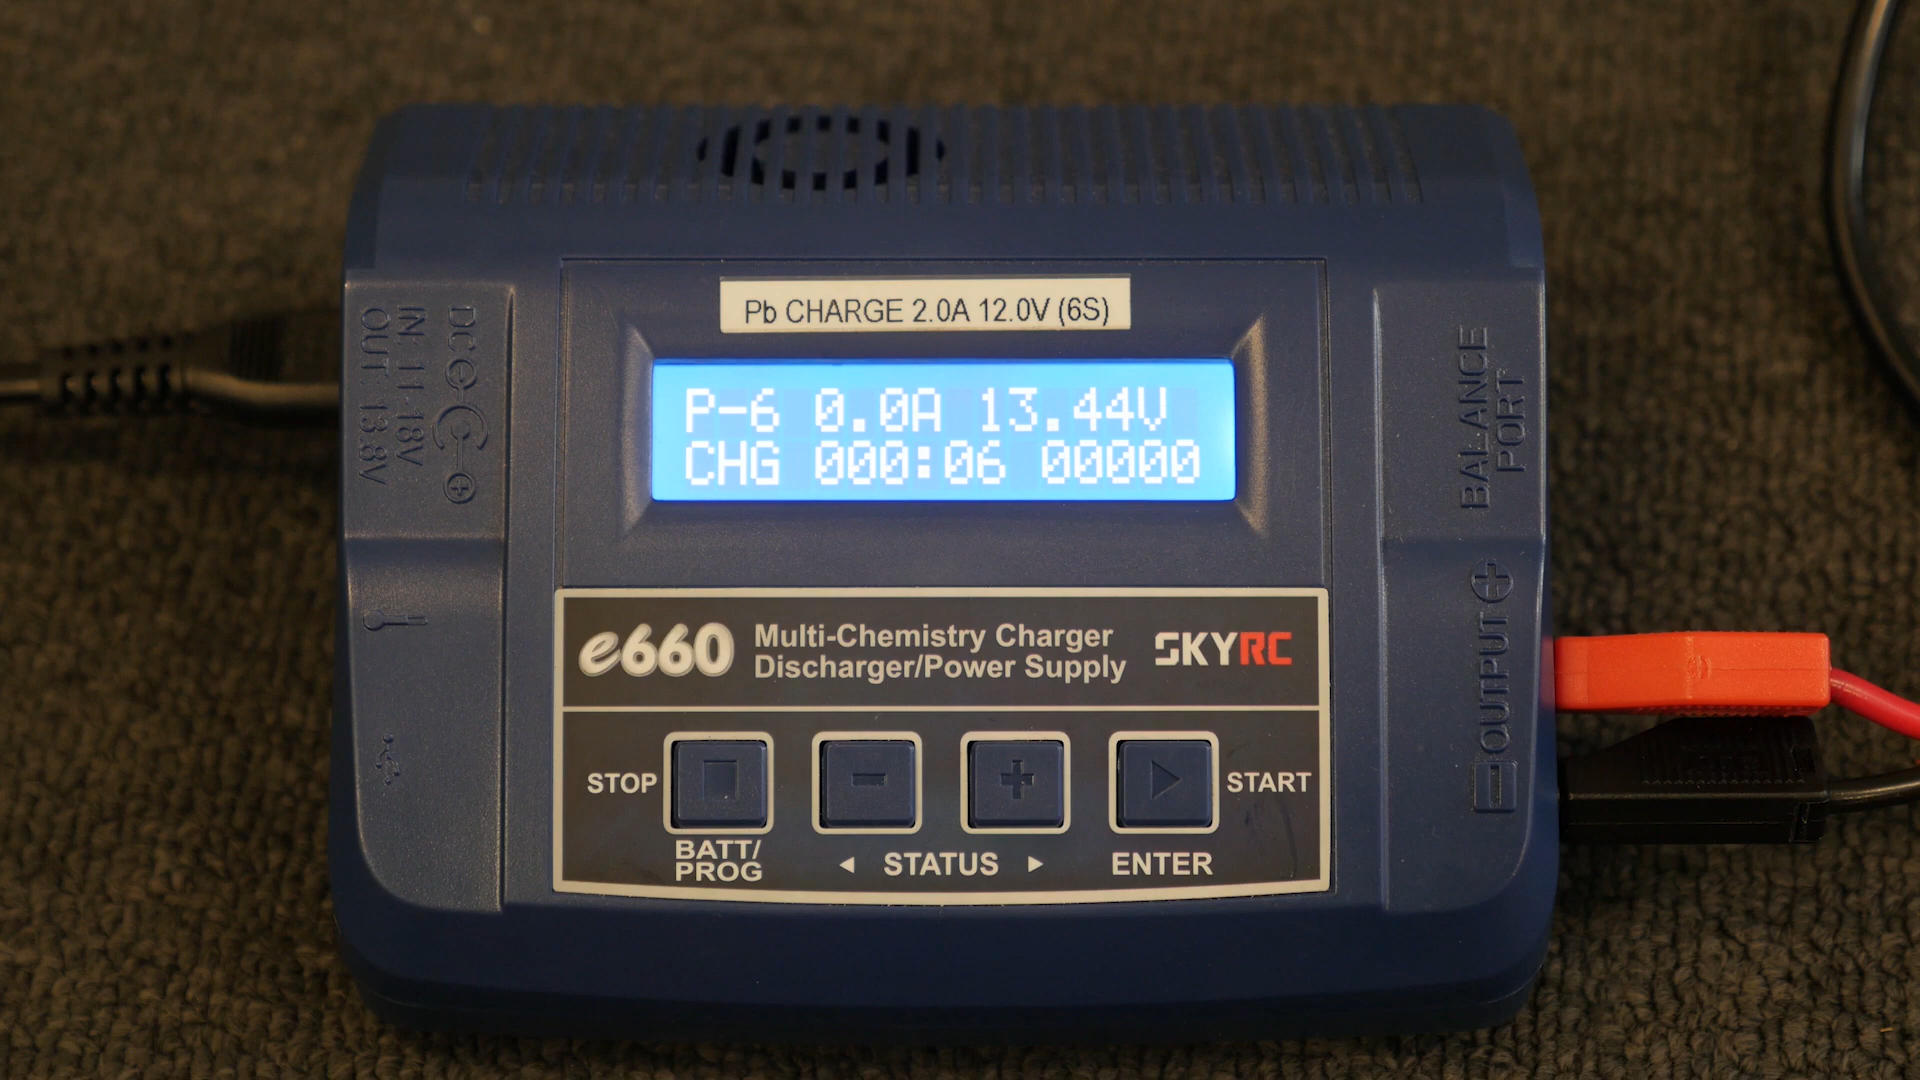 Pb CHARGE 2.0A 12.0V (6S)
P-6 0.0A 13.44V
CHG 000:06 00000
DC
IN 11-18V
OUT 13.8V
BALANCE
PORT
OUTPUT
e660
Multi-Chemistry Charger
Discharger/Power Supply
SKYRC
STOP
START
BATT/
PROG
STATUS
ENTER